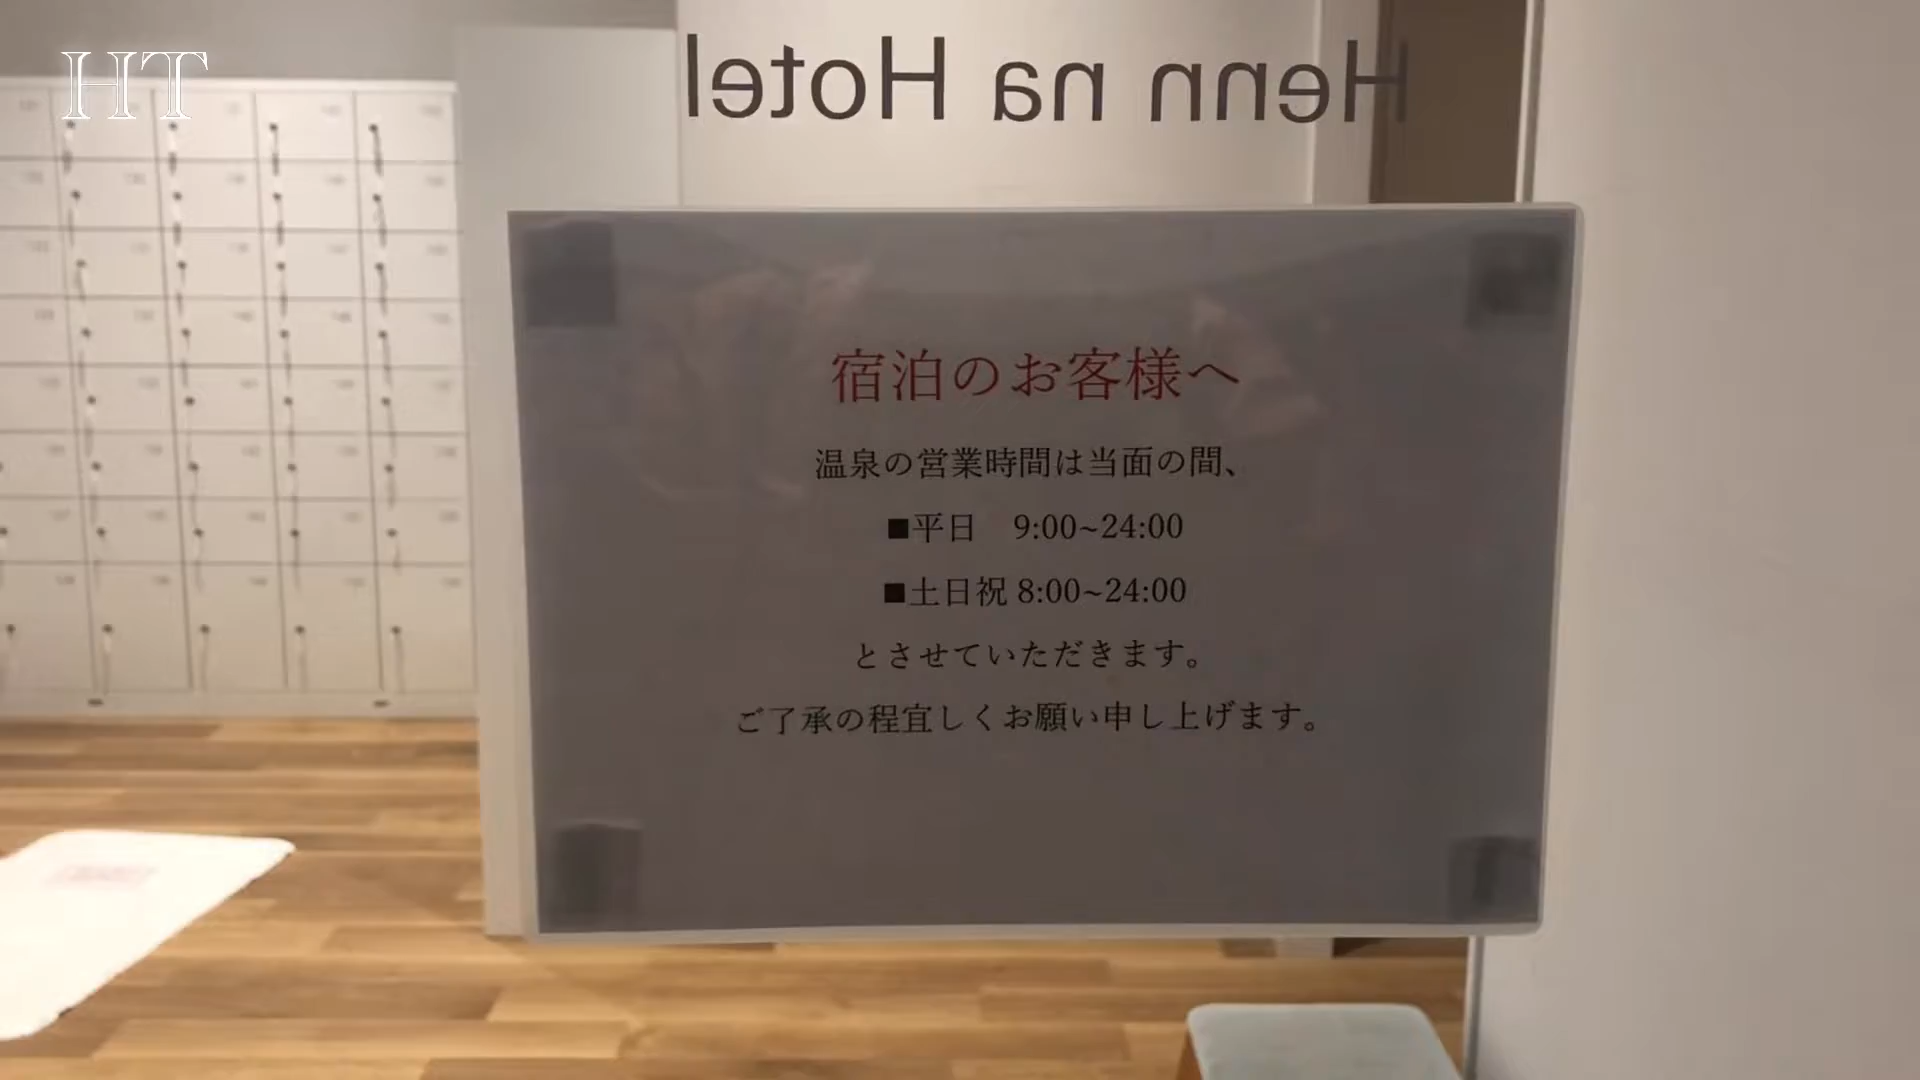 HT
Henn na Hotel
宿泊のお客様へ
温泉の営業時間は当面の間、
■平日　9:00~24:00
■土日祝 8:00~24:00
とさせていただきます。
ご了承の程宜しくお願い申し上げます。